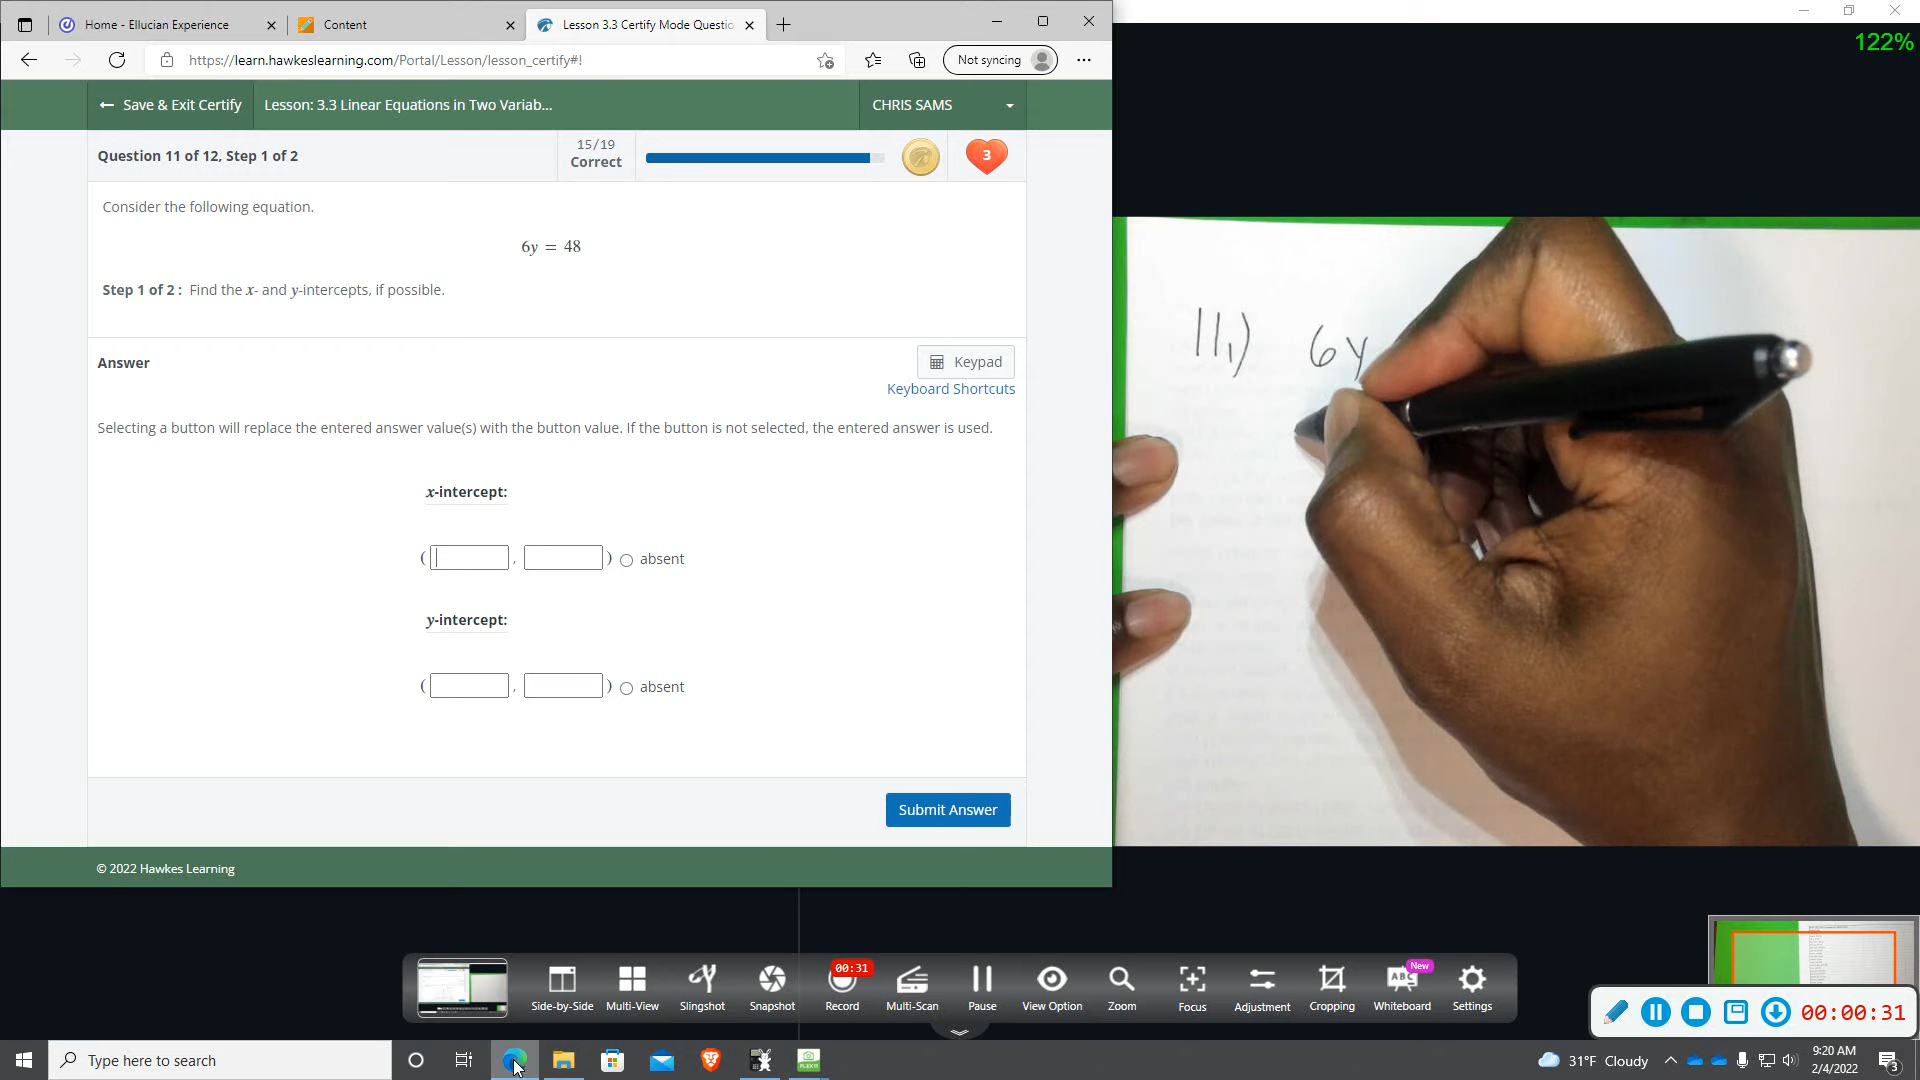 Home - Ellucian Experience
Content
Lesson 3.3 Certify Mode Questio
122%
https://learn.hawkeslearning.com/Portal/Lesson/lesson_certify#!
Not syncing
← Save & Exit Certify
Lesson: 3.3 Linear Equations in Two Variab...
CHRIS SAMS
Question 11 of 12, Step 1 of 2
15/19
Correct
3
Consider the following equation.
6y = 48
Step 1 of 2 : Find the x- and y-intercepts, if possible.
11.) 6y
Answer
Keypad
Keyboard Shortcuts
Selecting a button will replace the entered answer value(s) with the button value. If the button is not selected, the entered answer is used.
x-intercept:
( , ) absent
y-intercept:
( , ) absent
Submit Answer
© 2022 Hawkes Learning
00:31
New
ABC
Side-by-Side
Multi-View
Slingshot
Snapshot
Record
Multi-Scan
Pause
View Option
Zoom
Focus
Adjustment
Cropping
Whiteboard
Settings
00:00:31
Type here to search
31°F Cloudy
9:20 AM
2/4/2022
3